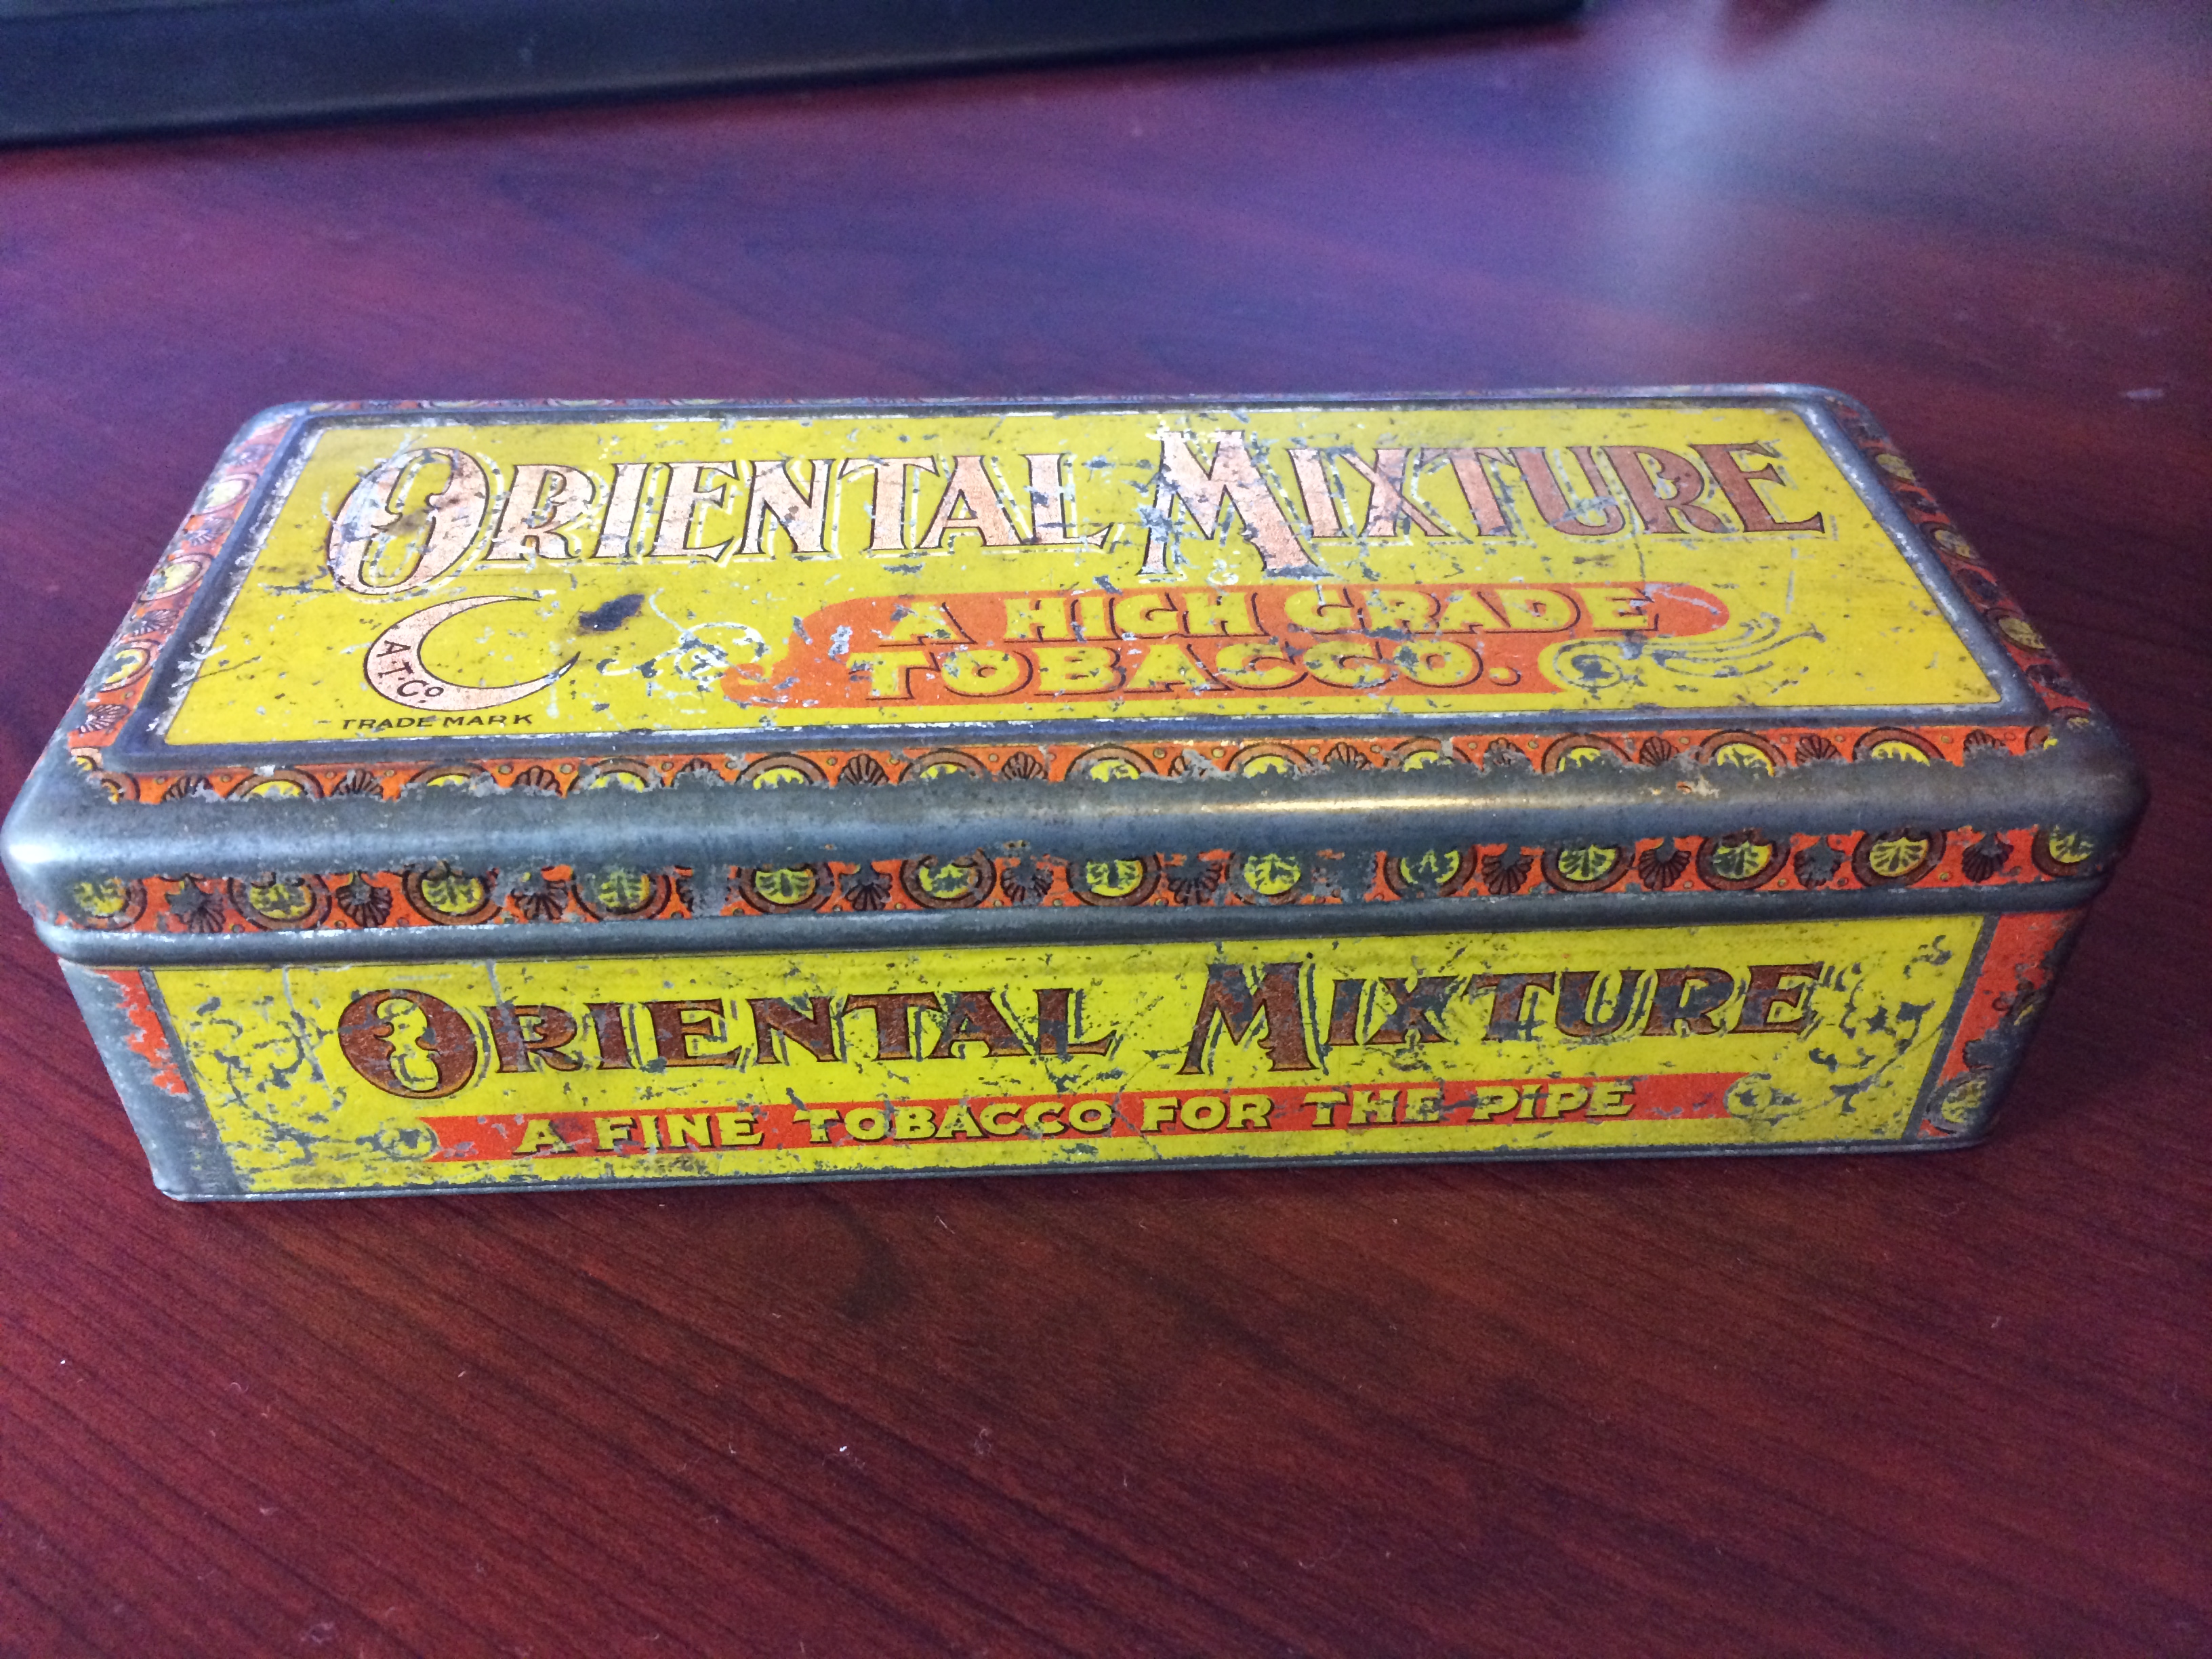 ORIENTAL MIXTURE
A HIGH GRADE
TOBACCO.
A.T.Co
TRADE MARK
ORIENTAL MIXTURE
A FINE TOBACCO FOR THE PIPE